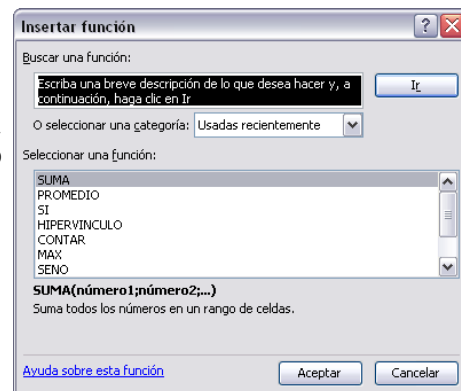 Insertar función
Buscar una función:
Escriba una breve descripción de lo que desea hacer y, a
continuación, haga clic en Ir
Ir
O seleccionar una categoría: Usadas recientemente
Seleccionar una función:
SUMA
PROMEDIO
SI
HIPERVINCULO
CONTAR
MAX
SENO
SUMA(número1;número2;...)
Suma todos los números en un rango de celdas.
Ayuda sobre esta función
Aceptar
Cancelar